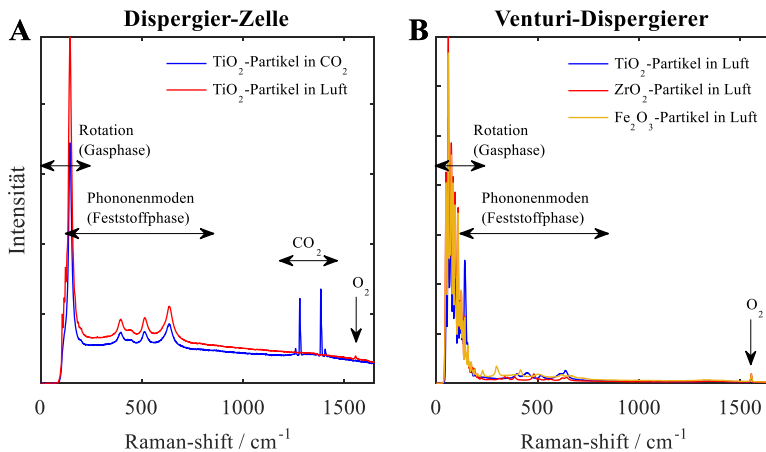 A
Dispergier-Zelle
TiO2-Partikel in CO2
TiO2-Partikel in Luft
Rotation
(Gasphase)
Phononenmoden
(Feststoffphase)
CO2
O2
Intensität
0
500
1000
1500
Raman-shift / cm-1
B
Venturi-Dispergierer
TiO2-Partikel in Luft
ZrO2-Partikel in Luft
Fe2O3-Partikel in Luft
Rotation
(Gasphase)
Phononenmoden
(Feststoffphase)
O2
0
500
1000
1500
Raman-shift / cm-1